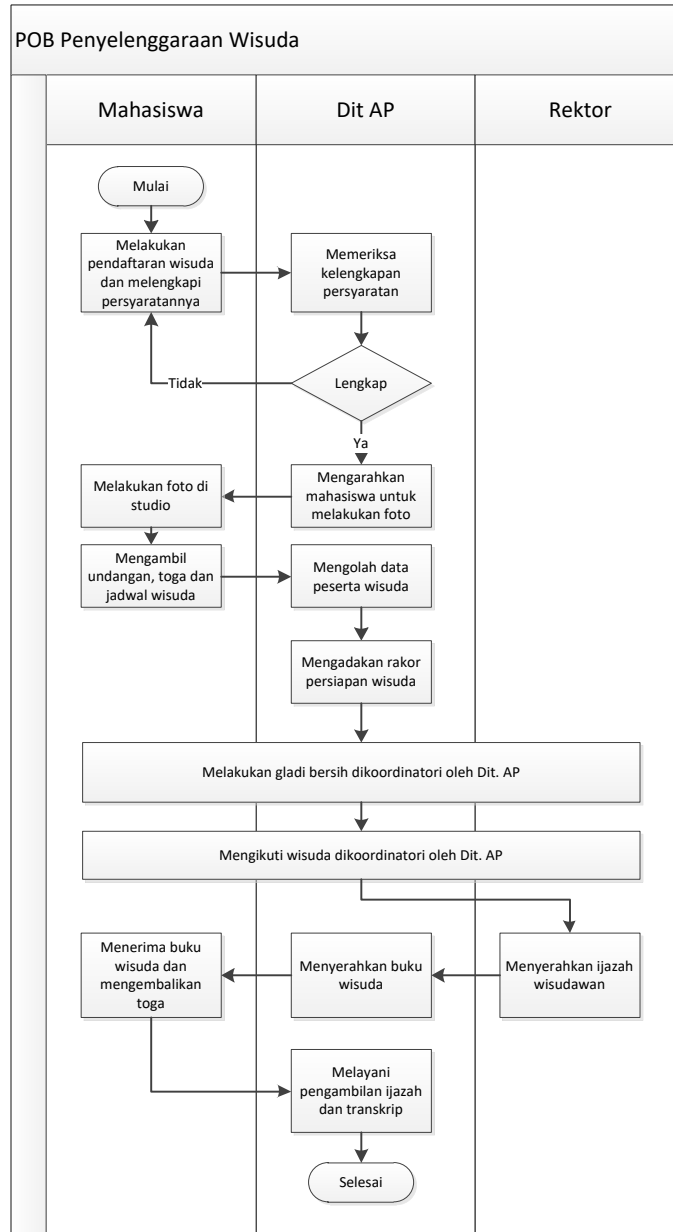 POB Penyelenggaraan Wisuda
Mahasiswa
Dit AP
Rektor
Mulai
Melakukan
pendaftaran wisuda
dan melengkapi
persyaratannya
Memeriksa
kelengkapan
persyaratan
Tidak
Lengkap
Ya
Melakukan foto di
studio
Mengarahkan
mahasiswa untuk
melakukan foto
Mengambil
undangan, toga dan
jadwal wisuda
Mengolah data
peserta wisuda
Mengadakan rakor
persiapan wisuda
Melakukan gladi bersih dikoordinatori oleh Dit. AP
Mengikuti wisuda dikoordinatori oleh Dit. AP
Menerima buku
wisuda dan
mengembalikan
toga
Menyerahkan buku
wisuda
Menyerahkan ijazah
wisudawan
Melayani
pengambilan ijazah
dan transkrip
Selesai